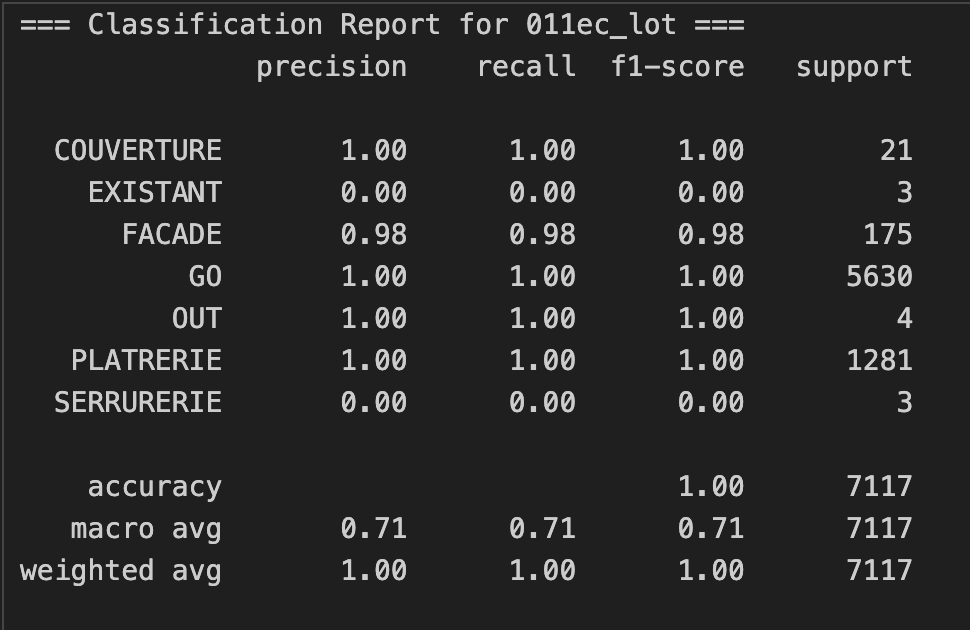 === Classification Report for 011ec_lot ===
precision recall f1-score support
COUVERTURE 1.00 1.00 1.00 21
EXISTANT 0.00 0.00 0.00 3
FACADE 0.98 0.98 0.98 175
GO 1.00 1.00 1.00 5630
OUT 1.00 1.00 1.00 4
PLATRERIE 1.00 1.00 1.00 1281
SERRURERIE 0.00 0.00 0.00 3
accuracy 1.00 7117
macro avg 0.71 0.71 0.71 7117
weighted avg 1.00 1.00 1.00 7117